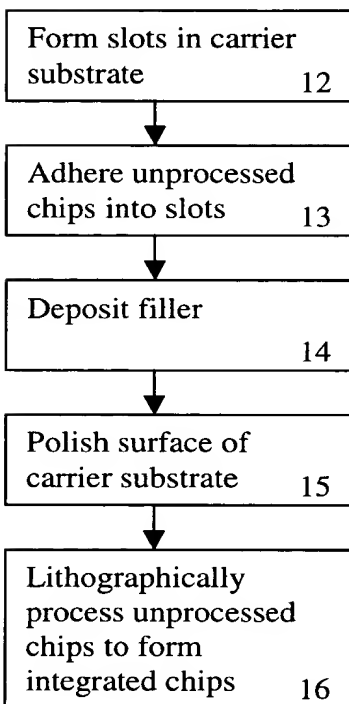 Form slots in carrier
substrate 12
Adhere unprocessed
chips into slots 13
Deposit filler
14
Polish surface of
carrier substrate 15
Lithographically
process unprocessed
chips to form
integrated chips 16